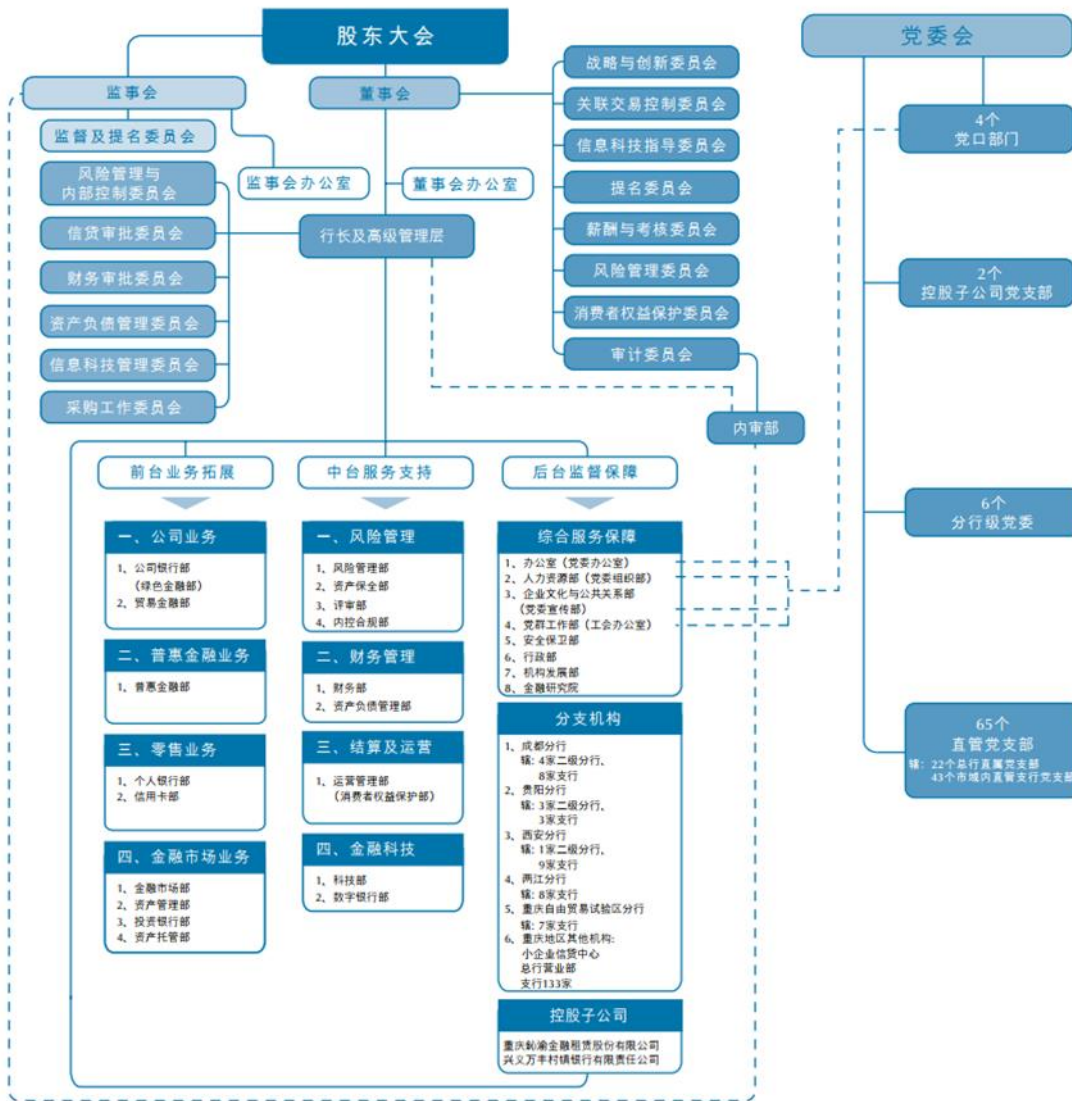 股东大会
监事会
董事会
监督及提名委员会
监事会办公室
董事会办公室
风险管理与
内部控制委员会
信贷审批委员会
财务审批委员会
资产负债管理委员会
信息科技管理委员会
采购工作委员会
行长及高级管理层
战略与创新委员会
关联交易控制委员会
信息科技指导委员会
提名委员会
薪酬与考核委员会
风险管理委员会
消费者权益保护委员会
审计委员会
内审部
党委会
4个
党口部门
2个
控股子公司党支部
6个
分行级党委
65个
直管党支部
辖: 22个总行直属党支部
43个市域内直管支行党支部
前台业务拓展
一、公司业务
1、公司银行部
(绿色金融部)
2、贸易金融部
二、普惠金融业务
1、普惠金融部
三、零售业务
1、个人银行部
2、信用卡部
四、金融市场业务
1、金融市场部
2、资产管理部
3、投资银行部
4、资产托管部
中台服务支持
一、风险管理
1、风险管理部
2、资产保全部
3、评审部
4、内控合规部
二、财务管理
1、财务部
2、资产负债管理部
三、结算及运营
1、运营管理部
(消费者权益保护部)
四、金融科技
1、科技部
2、数字银行部
后台监督保障
综合服务保障
1、办公室(党委办公室)
2、人力资源部(党委组织部)
3、企业文化与公共关系部
(党委宣传部)
4、党群工作部(工会办公室)
5、安全保卫部
6、行政部
7、机构发展部
8、金融研究院
分支机构
1、成都分行
辖: 4家二级分行、
8家支行
2、贵阳分行
辖: 3家二级分行、
3家支行
3、西安分行
辖: 1家二级分行、
9家支行
4、两江分行
辖: 8家支行
5、重庆自由贸易试验区分行
辖: 7家支行
6、重庆地区其他机构:
小企业信贷中心
总行营业部
支行133家
控股子公司
重庆鈊渝金融租赁股份有限公司
兴义万丰村镇银行有限责任公司